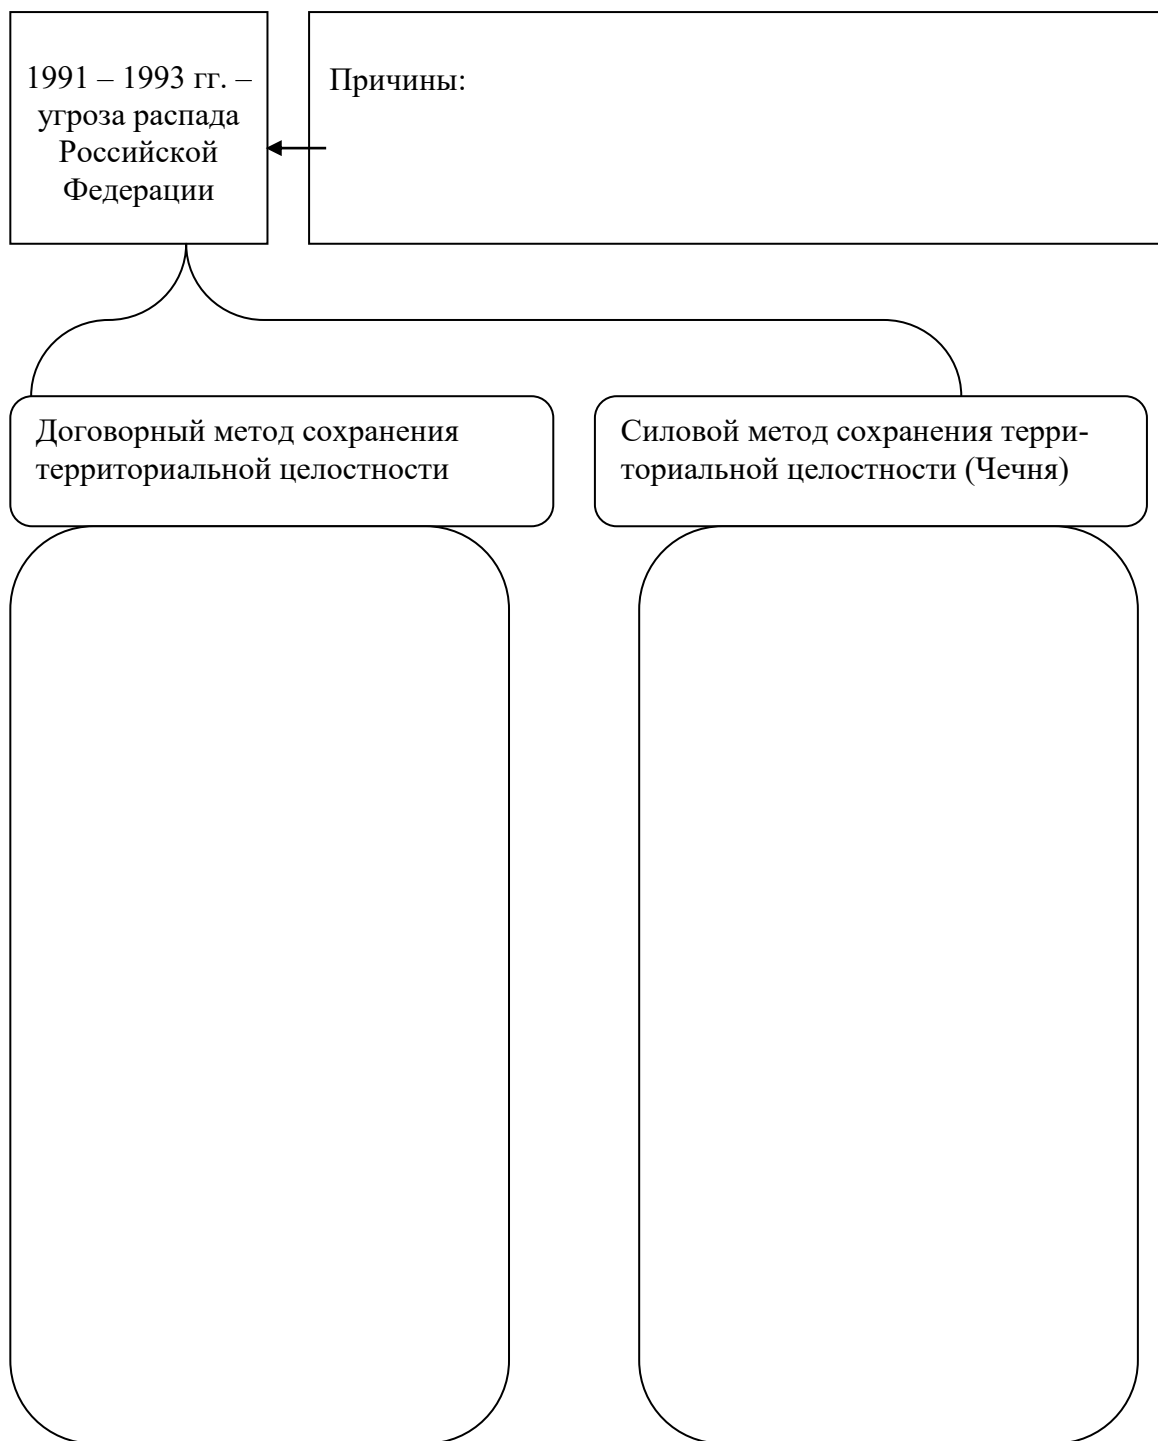 1991 – 1993 гг. –
угроза распада
Российской
Федерации
Причины:
Договорный метод сохранения
территориальной целостности
Силовой метод сохранения терри-
ториальной целостности (Чечня)